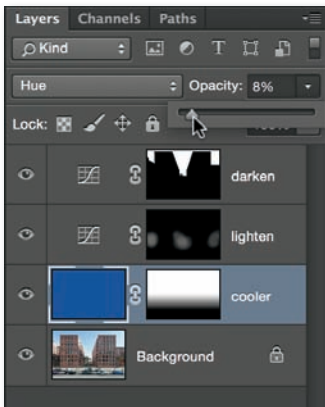 Layers Channels Paths
Kind T
Hue Opacity: 8%
Lock:
darken
lighten
cooler
Background